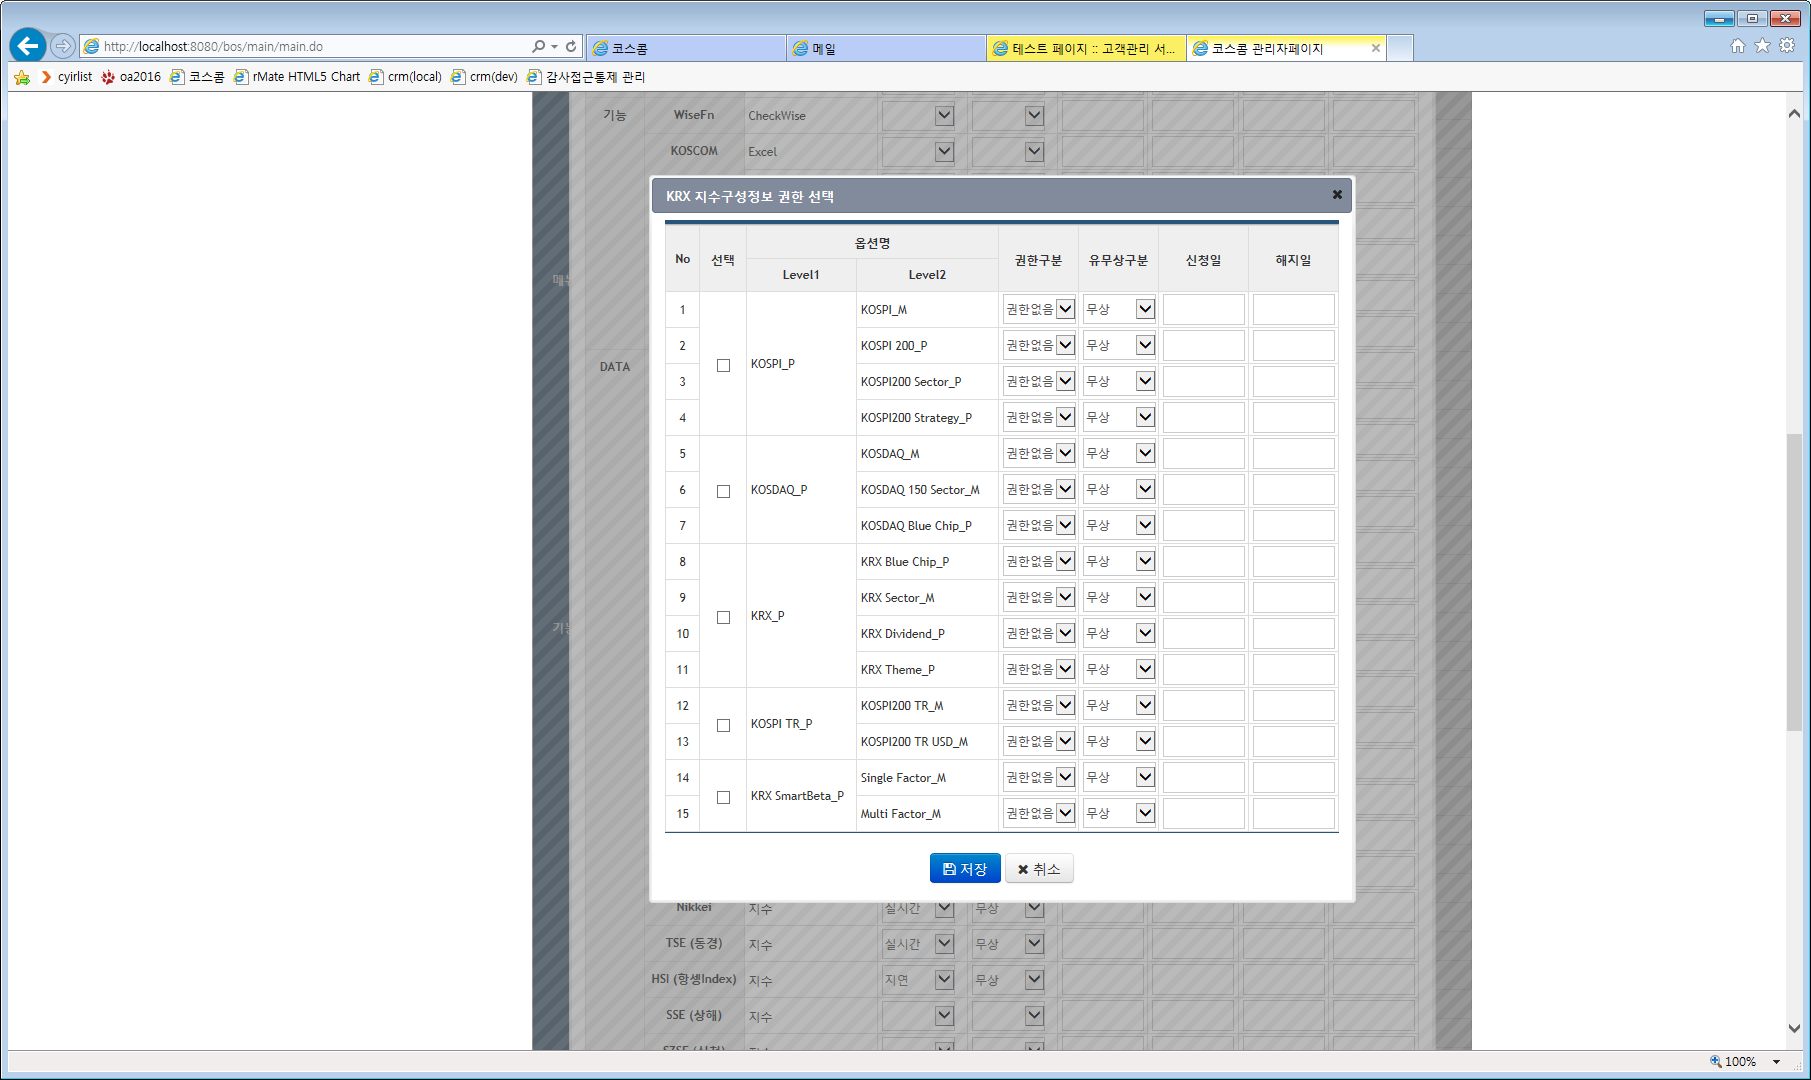 http://localhost:8080/bos/main/main.do
코스콤
메일
테스트 페이지 :: 고객관리 서...
코스콤 관리자페이지
cyirlist
oa2016
코스콤
rMate HTML5 Chart
crm(local)
crm(dev)
감사접근통제 관리
기능 WiseFn CheckWise
KOSCOM Excel
KRX 지수구성정보 권한 선택
No 선택 옵션명 권한구분 유무상구분 신청일 해지일
Level1 Level2
1 KOSPI_P KOSPI_M 권한없음 무상
2 KOSPI 200_P 권한없음 무상
3 KOSPI200 Sector_P 권한없음 무상
4 KOSPI200 Strategy_P 권한없음 무상
5 KOSDAQ_P KOSDAQ_M 권한없음 무상
6 KOSDAQ 150 Sector_M 권한없음 무상
7 KOSDAQ Blue Chip_P 권한없음 무상
8 KRX_P KRX Blue Chip_P 권한없음 무상
9 KRX Sector_M 권한없음 무상
10 KRX Dividend_P 권한없음 무상
11 KRX Theme_P 권한없음 무상
12 KOSPI TR_P KOSPI200 TR_M 권한없음 무상
13 KOSPI200 TR USD_M 권한없음 무상
14 KRX SmartBeta_P Single Factor_M 권한없음 무상
15 Multi Factor_M 권한없음 무상
저장 취소
DATA
Nikkei 지수 실시간 무상
TSE (동경) 지수 실시간 무상
HSI (항셍Index) 지수 지연 무상
SSE (상해) 지수
100%